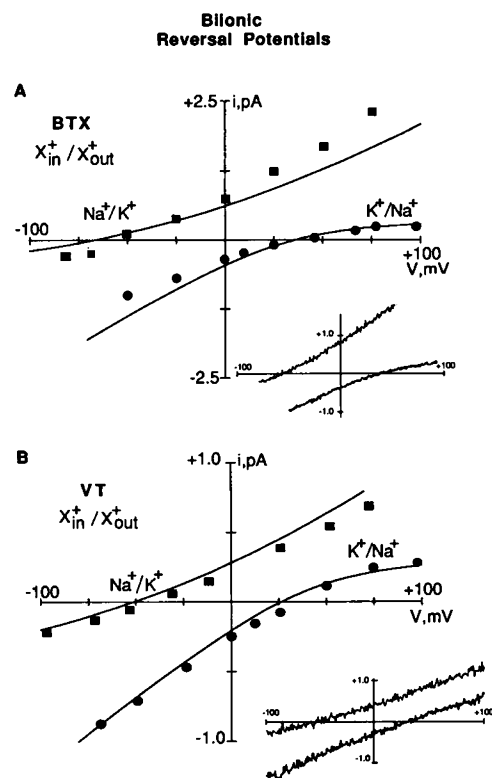 Biionic
Reversal Potentials
A
+2.5
i,pA
BTX
X⁺in / X⁺out
Na⁺/K⁺
K⁺/Na⁺
-100
+100
V,mV
-2.5
+1.0
-100
+100
-1.0
B
+1.0
i,pA
VT
X⁺in / X⁺out
Na⁺/K⁺
K⁺/Na⁺
-100
+100
V,mV
-1.0
+1.0
-100
+100
-1.0